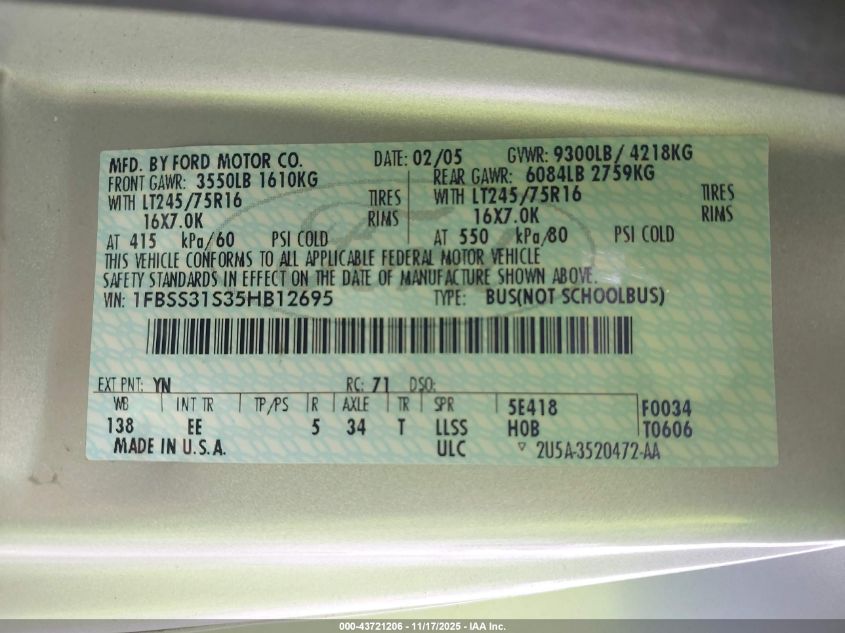 MFD. BY FORD MOTOR CO. DATE: 02/05 GVWR: 9300LB/ 4218KG
FRONT GAWR: 3550LB 1610KG REAR GAWR: 6084LB 2759KG
WITH LT245/75R16 TIRES WITH LT245/75R16 TIRES
16X7.0K RIMS 16X7.0K RIMS
AT 415 kPa/60 PSI COLD AT 550 kPa/80 PSI COLD
THIS VEHICLE CONFORMS TO ALL APPLICABLE FEDERAL MOTOR VEHICLE
SAFETY STANDARDS IN EFFECT ON THE DATE OF MANUFACTURE SHOWN ABOVE.
VIN: 1FBSS31S35HB12695 TYPE: BUS(NOT SCHOOLBUS)
EXT PNT: YN RC: 71 DSO:
WB INT TR TP/PS R AXLE TR SPR 5E418 F0034
138 EE 5 34 T LLSS H0B T0606
MADE IN U.S.A. ULC ▽ 2U5A-3520472-AA
000-43721206 - 11/17/2025 - IAA Inc.